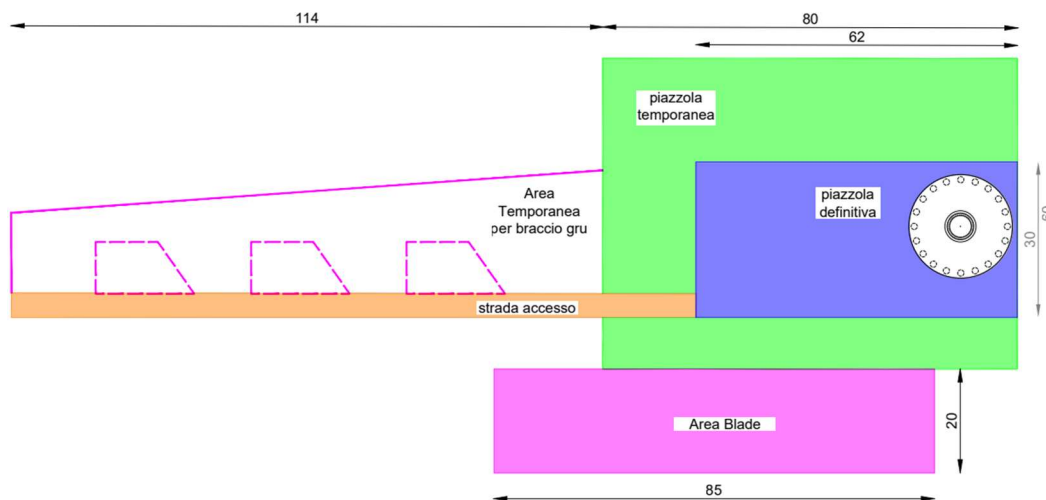 114
80
62
piazzola
temporanea
Area
Temporanea
per braccio gru
piazzola
definitiva
30
60
strada accesso
Area Blade
20
85